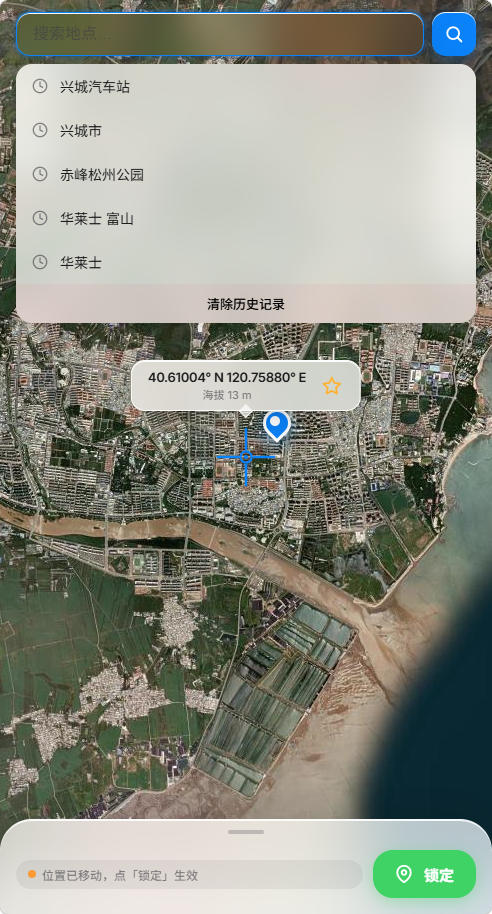 搜索地点...
兴城汽车站
兴城市
赤峰松州公园
华莱士 富山
华莱士
清除历史记录
40.61004° N 120.75880° E
海拔 13 m
位置已移动，点「锁定」生效
锁定